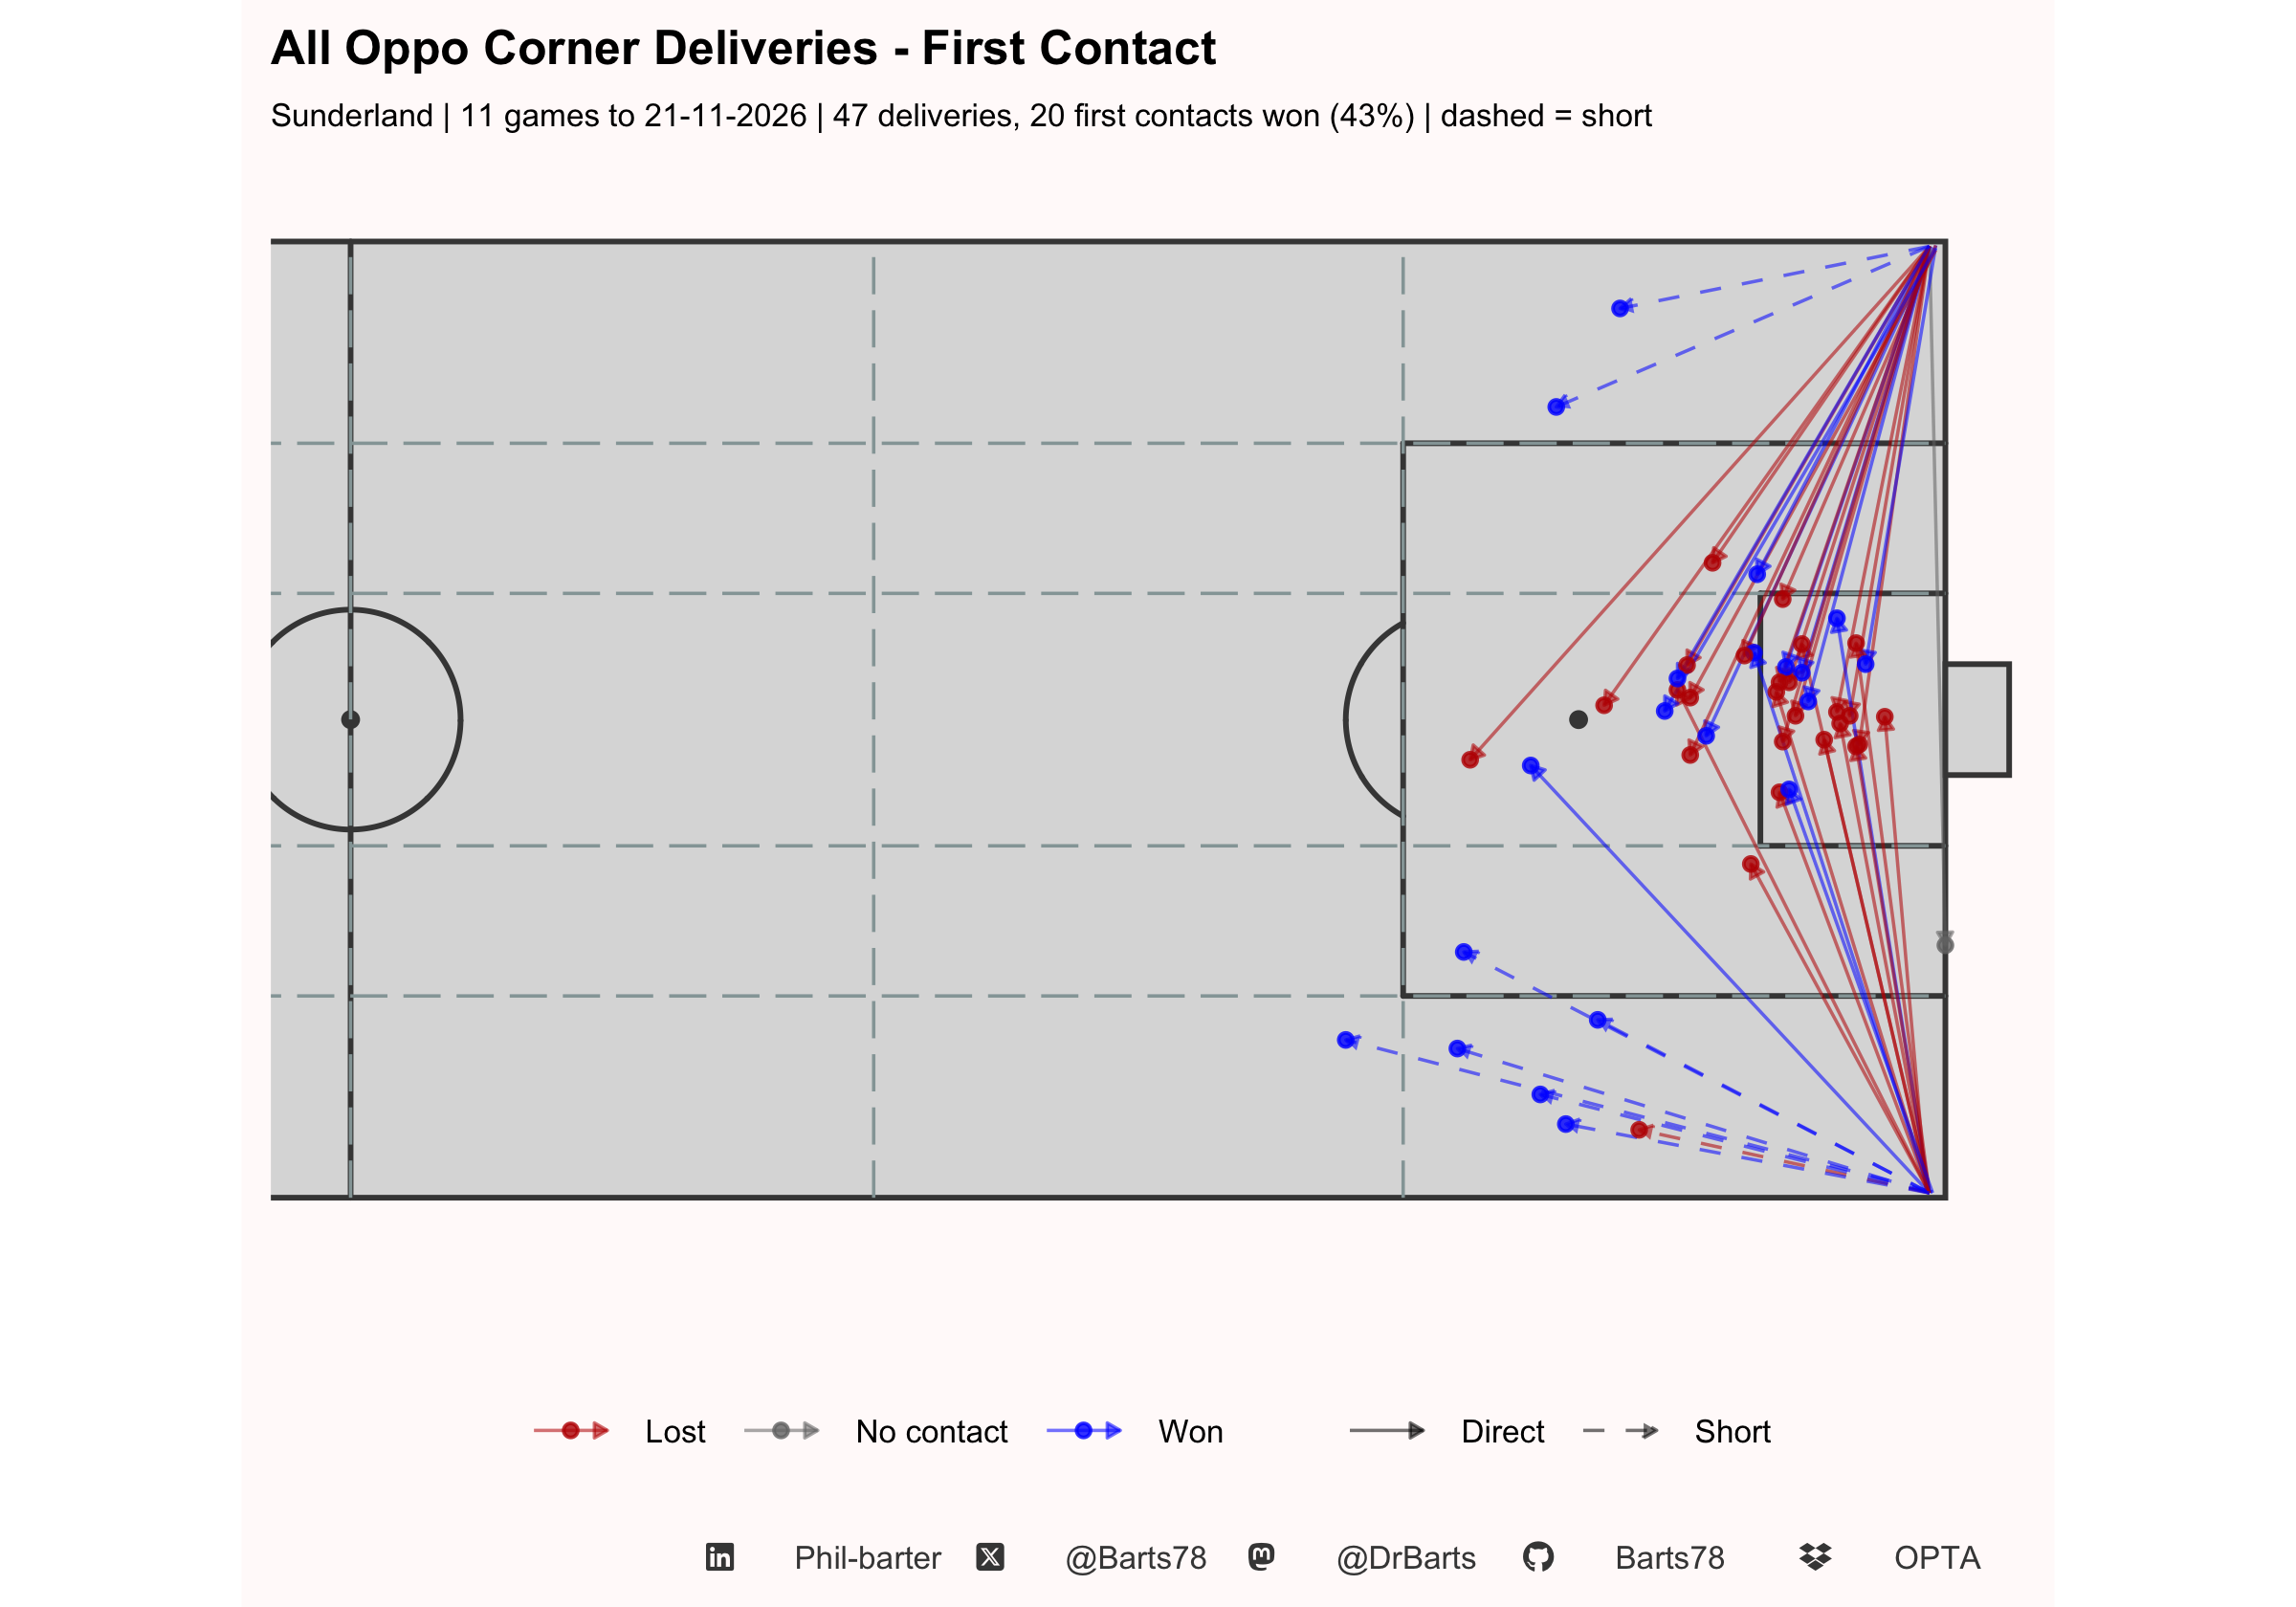 All Oppo Corner Deliveries - First Contact
Sunderland | 11 games to 21-11-2026 | 47 deliveries, 20 first contacts won (43%) | dashed = short
Lost No contact Won Direct Short
Phil-barter @Barts78 @DrBarts Barts78 OPTA